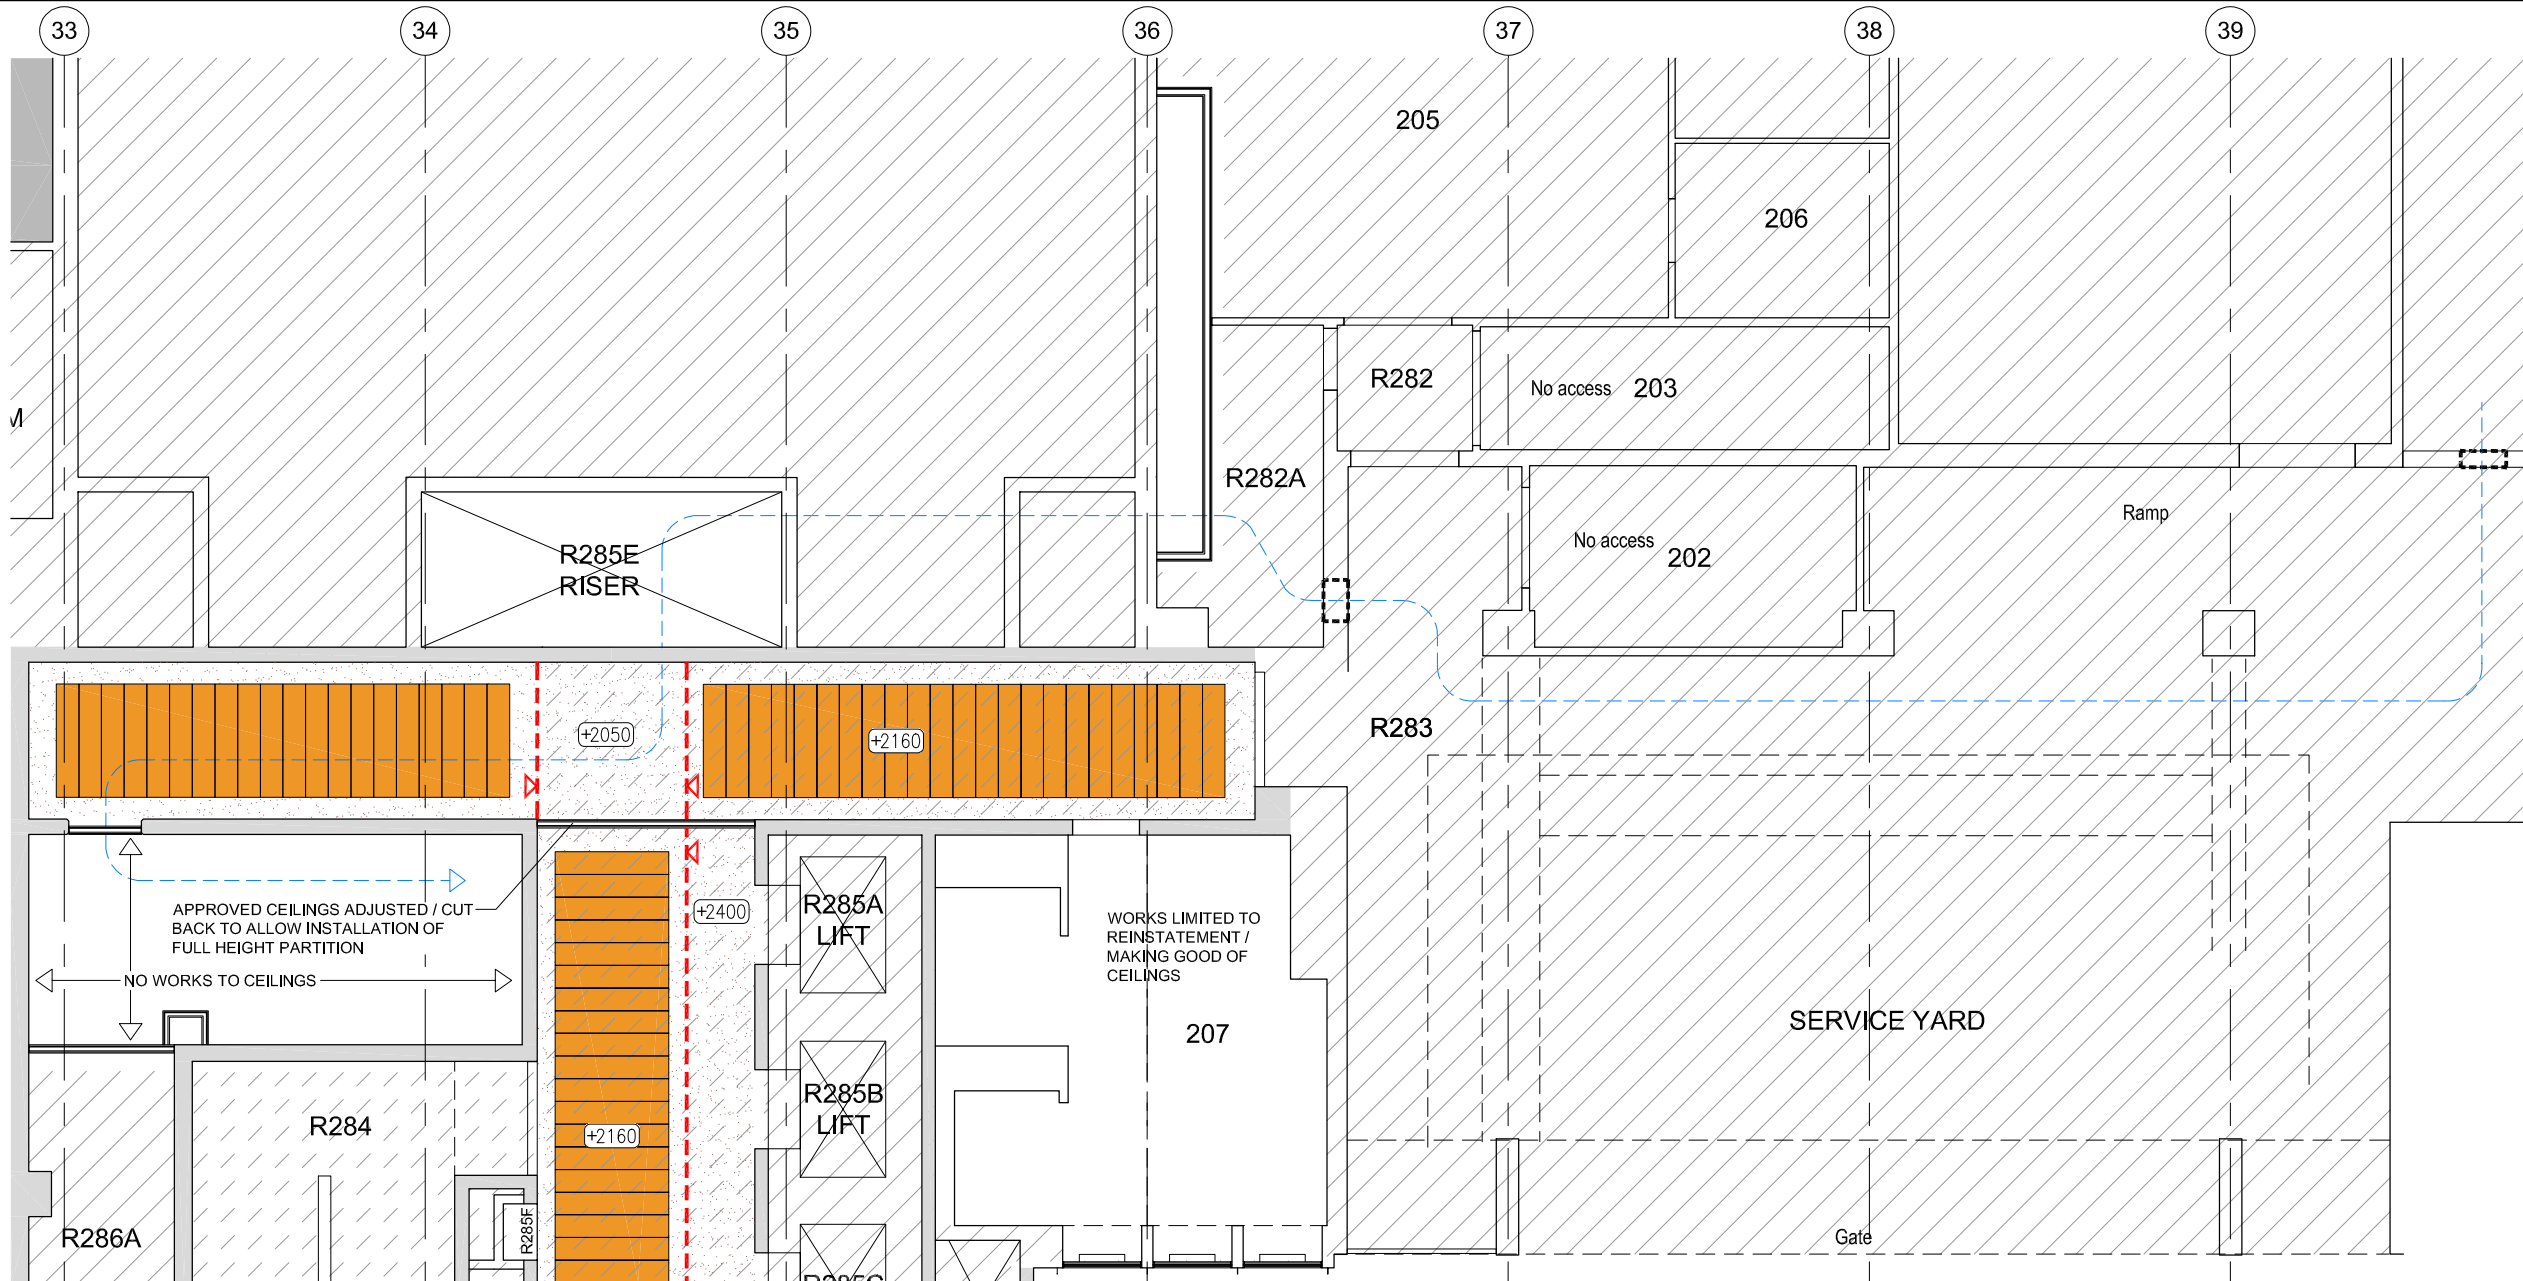 33
34
35
36
37
38
39
205
206
R282
No access 203
M
R282A
Ramp
R285E
RISER
No access 202
+2050
+2160
R283
R285A
LIFT
+2400
APPROVED CEILINGS ADJUSTED / CUT
BACK TO ALLOW INSTALLATION OF
FULL HEIGHT PARTITION
NO WORKS TO CEILINGS
WORKS LIMITED TO
REINSTATEMENT /
MAKING GOOD OF
CEILINGS
207
SERVICE YARD
R285B
LIFT
R284
+2160
R285F
R286A
Gate
R285C